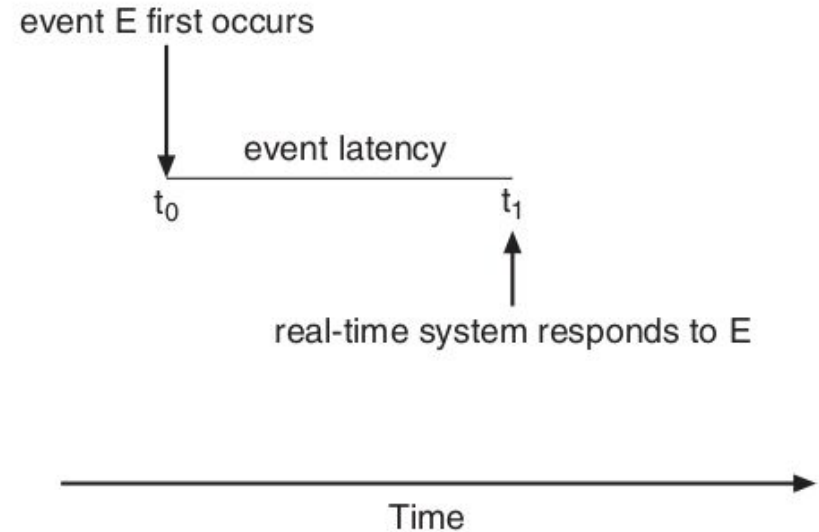 event E first occurs
event latency
t₀
t₁
real-time system responds to E
Time